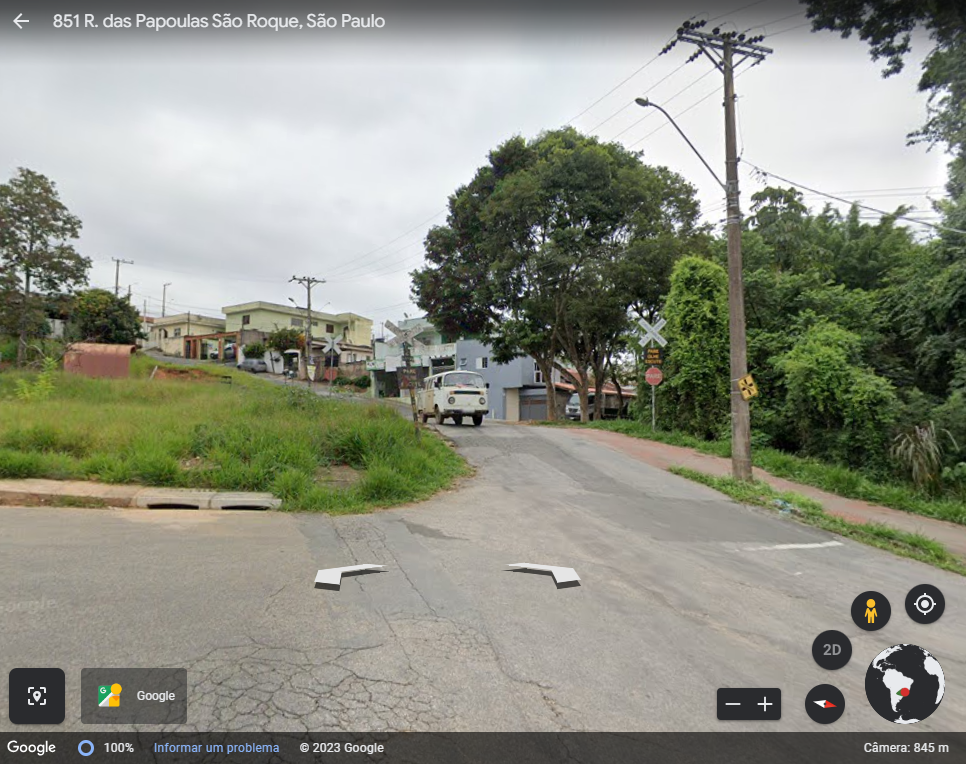 851 R. das Papoulas São Roque, São Paulo
2D
Google
Google
100%
Informar um problema
© 2023 Google
Câmera: 845 m